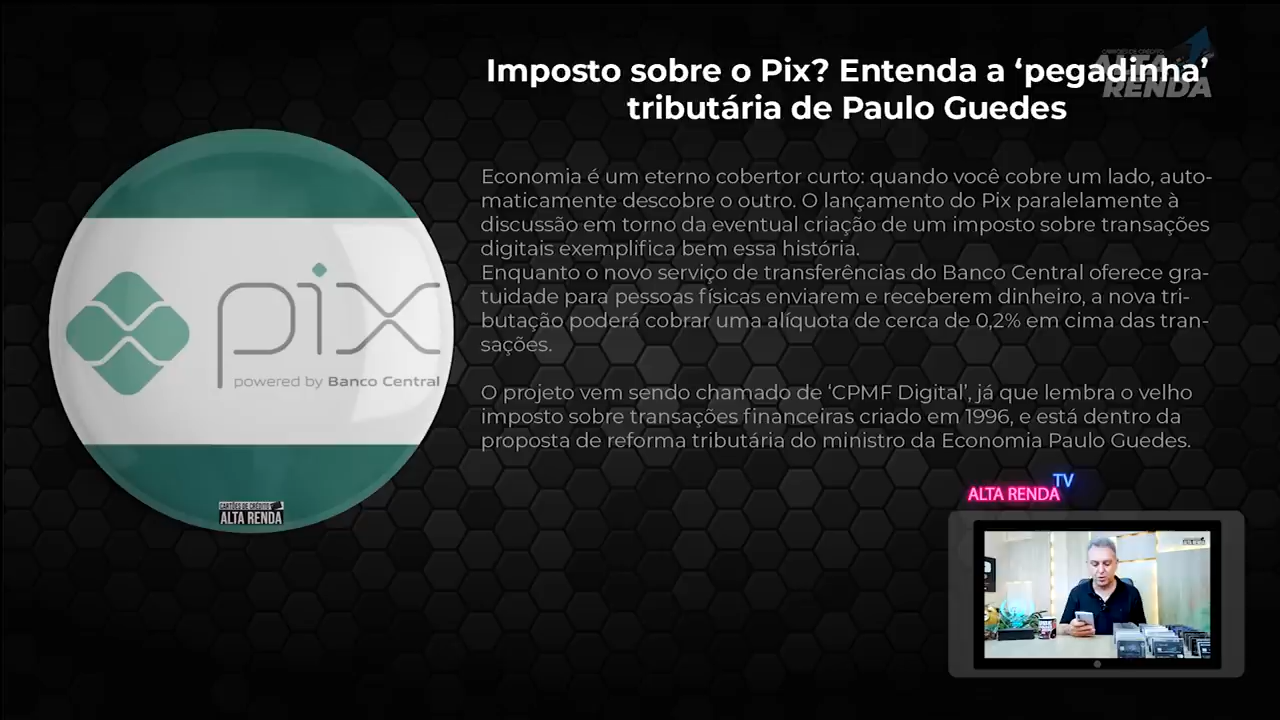 CARTÕES DE CRÉDITO
ALTA
RENDA
Imposto sobre o Pix? Entenda a ‘pegadinha’
tributária de Paulo Guedes
Economia é um eterno cobertor curto: quando você cobre um lado, auto-
maticamente descobre o outro. O lançamento do Pix paralelamente à
discussão em torno da eventual criação de um imposto sobre transações
digitais exemplifica bem essa história.
Enquanto o novo serviço de transferências do Banco Central oferece gra-
tuidade para pessoas físicas enviarem e receberem dinheiro, a nova tri-
butação poderá cobrar uma alíquota de cerca de 0,2% em cima das tran-
sações.
O projeto vem sendo chamado de ‘CPMF Digital’, já que lembra o velho
imposto sobre transações financeiras criado em 1996, e está dentro da
proposta de reforma tributária do ministro da Economia Paulo Guedes.
pix
powered by Banco Central
CARTÕES DE CRÉDITO
ALTA RENDA
ALTA RENDA TV